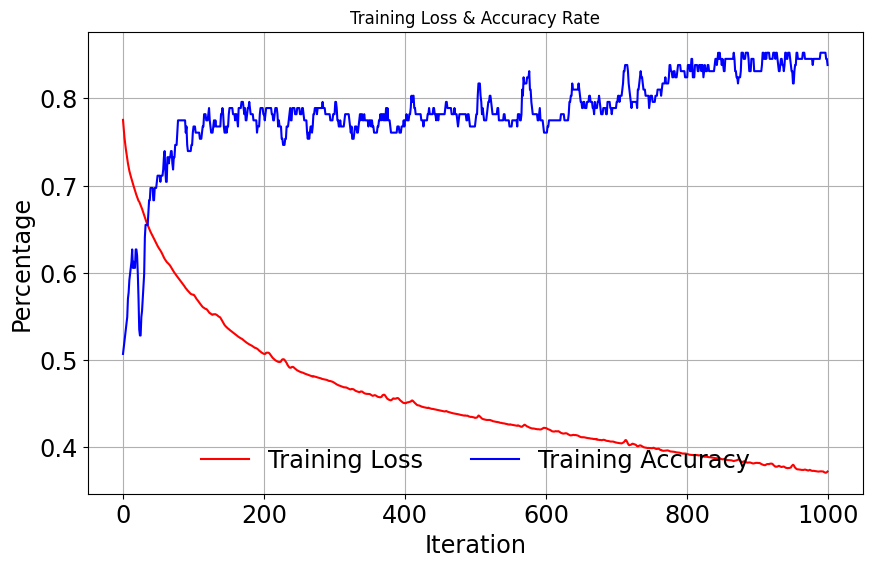 Training Loss & Accuracy Rate
Percentage
0.8
0.7
0.6
0.5
0.4
Training Loss Training Accuracy
0 200 400 600 800 1000
Iteration